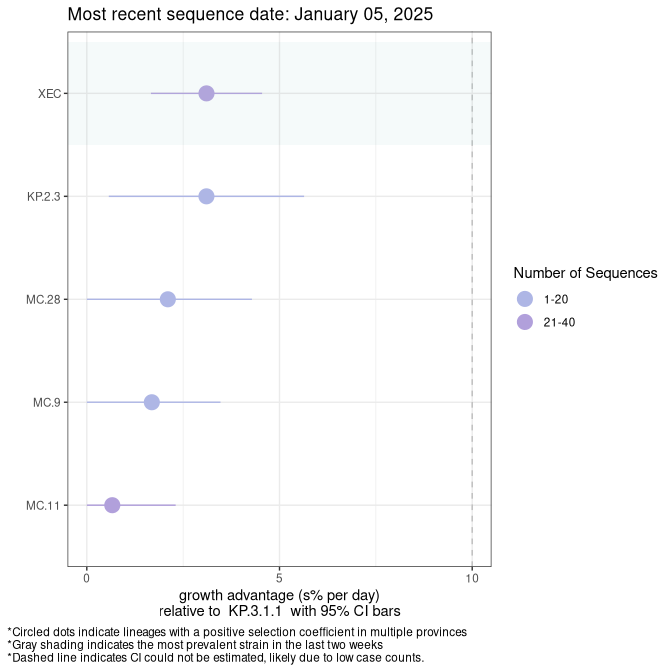 Most recent sequence date: January 05, 2025
XEC
KP.2.3
MC.28
MC.9
MC.11
0 5 10
growth advantage (s% per day)
relative to KP.3.1.1 with 95% CI bars
Number of Sequences
1-20
21-40
*Circled dots indicate lineages with a positive selection coefficient in multiple provinces
*Gray shading indicates the most prevalent strain in the last two weeks
*Dashed line indicates CI could not be estimated, likely due to low case counts.